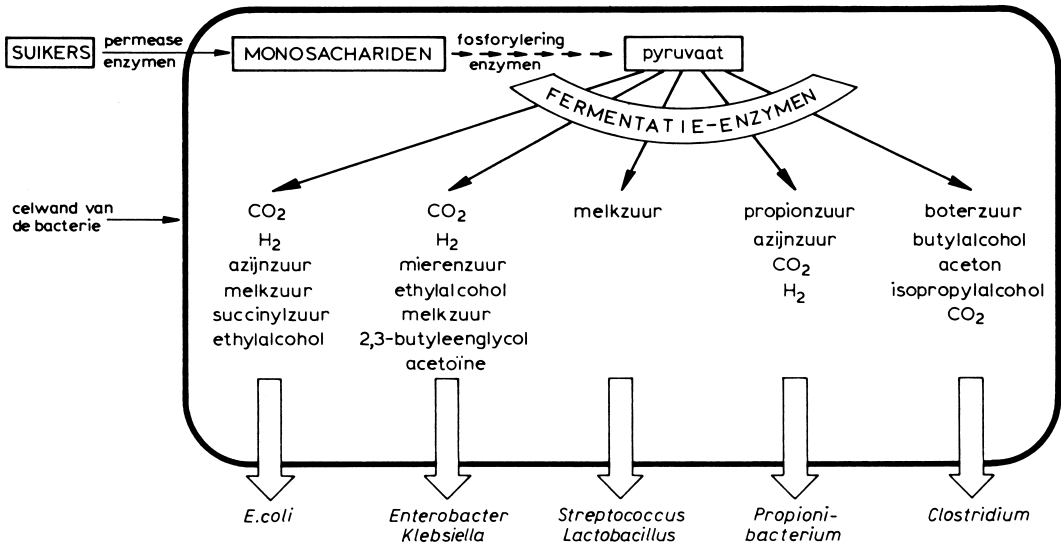 SUIKERS
permease
enzymen
MONOSACHARIDEN
fosforylering
enzymen
pyruvaat
FERMENTATIE-ENZYMEN
celwand van
de bacterie
CO2
H2
azijnzuur
melkzuur
succinylzuur
ethylalcohol
CO2
H2
mierenzuur
ethylalcohol
melkzuur
2,3-butyleenglycol
acetoïne
melkzuur
propionzuur
azijnzuur
CO2
H2
boterzuur
butylalcohol
aceton
isopropylalcohol
CO2
E.coli
Enterobacter
Klebsiella
Streptococcus
Lactobacillus
Propioni-
bacterium
Clostridium